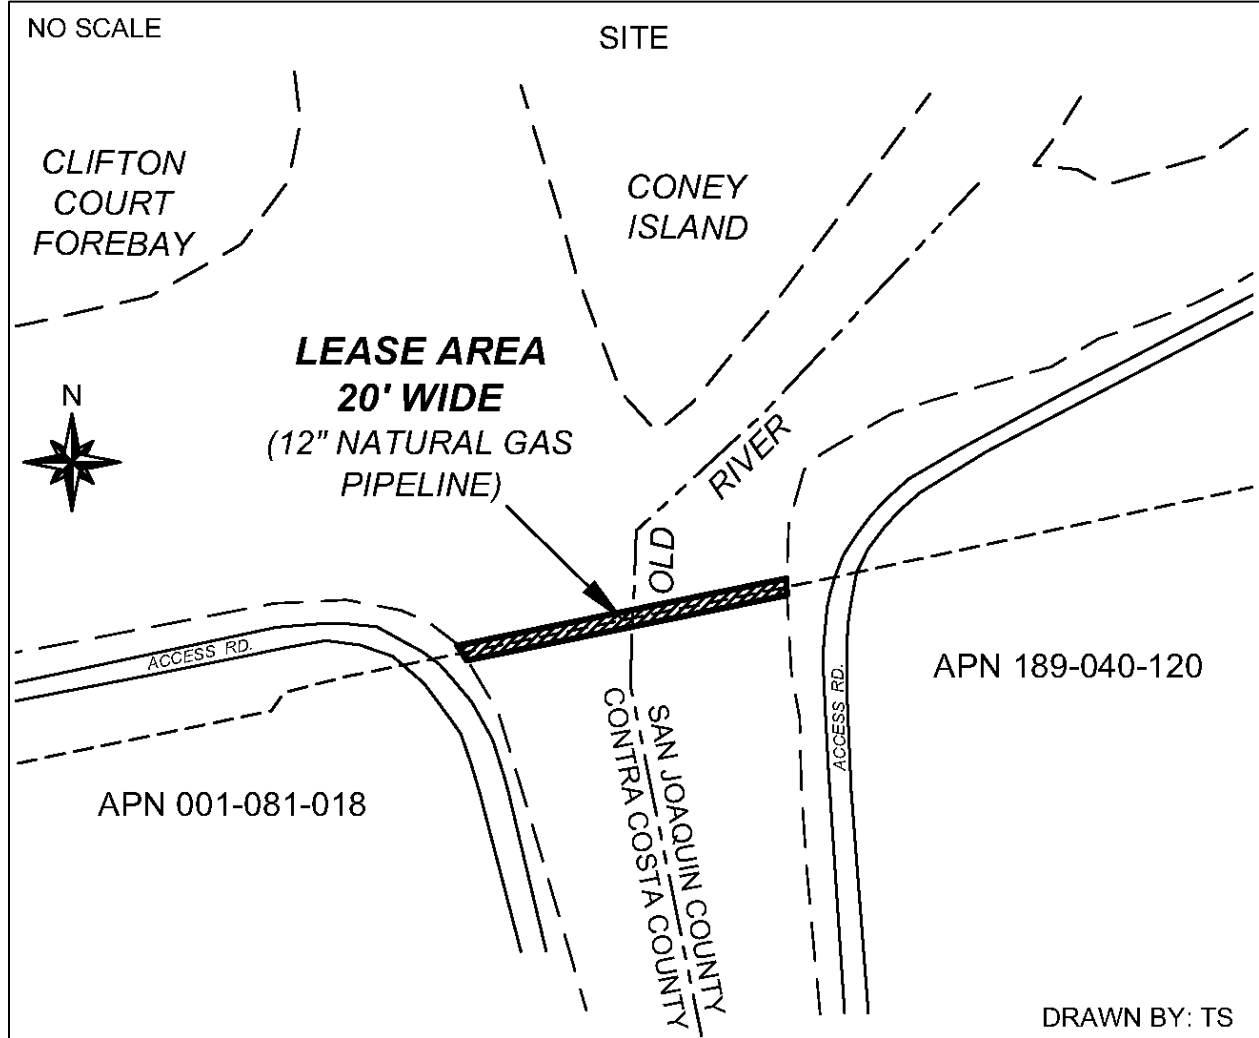 NO SCALE
SITE
CLIFTON
COURT
FOREBAY
CONEY
ISLAND
LEASE AREA
20' WIDE
(12" NATURAL GAS
PIPELINE)
N
OLD
RIVER
ACCESS RD.
ACCESS RD.
APN 189-040-120
APN 001-081-018
SAN JOAQUIN COUNTY
CONTRA COSTA COUNTY
DRAWN BY: TS